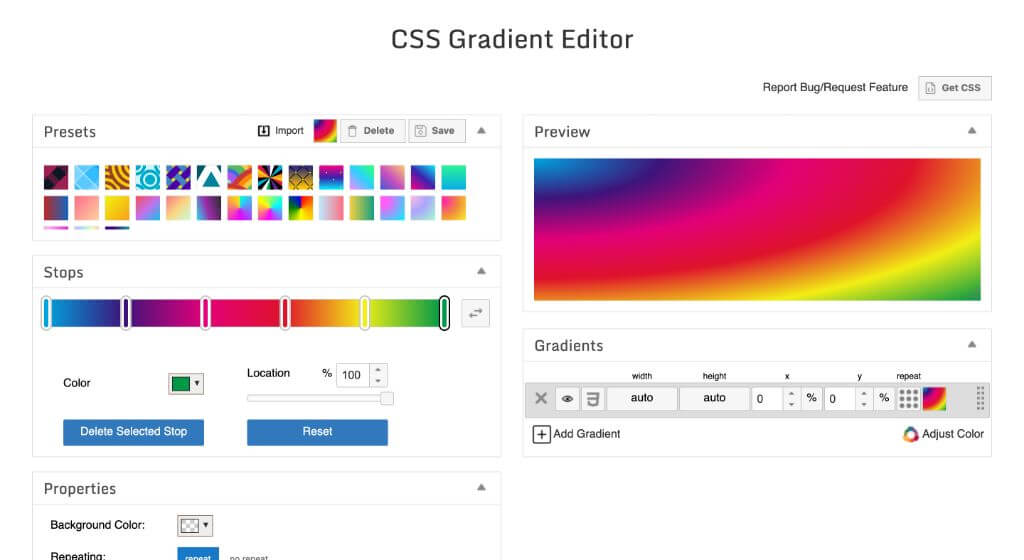 CSS Gradient Editor
Report Bug/Request Feature Get CSS
Presets Import Delete Save
Preview
Stops
Color
Location % 100
Delete Selected Stop Reset
Gradients
width height x y repeat
auto auto 0 % 0 %
Add Gradient Adjust Color
Properties
Background Color:
Repeating: repeat no repeat